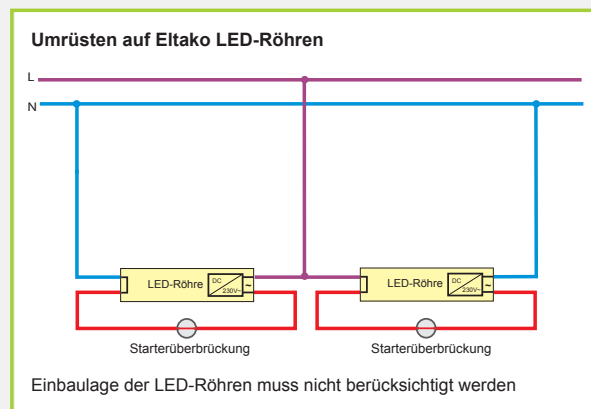 Umrüsten auf Eltako LED-Röhren
L
N
LED-Röhre DC 230V~ ~
LED-Röhre DC 230V~ ~
Starterüberbrückung
Starterüberbrückung
Einbaulage der LED-Röhren muss nicht berücksichtigt werden